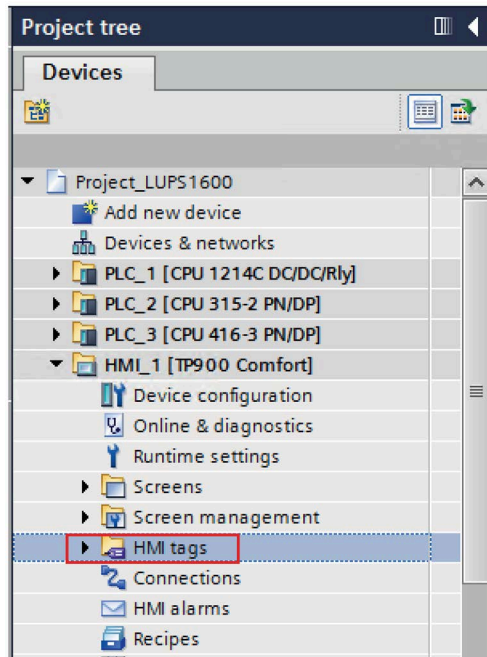 Project tree
Devices
Project_LUPS1600
Add new device
Devices & networks
PLC_1 [CPU 1214C DC/DC/Rly]
PLC_2 [CPU 315-2 PN/DP]
PLC_3 [CPU 416-3 PN/DP]
HMI_1 [TP900 Comfort]
Device configuration
Online & diagnostics
Runtime settings
Screens
Screen management
HMI tags
Connections
HMI alarms
Recipes